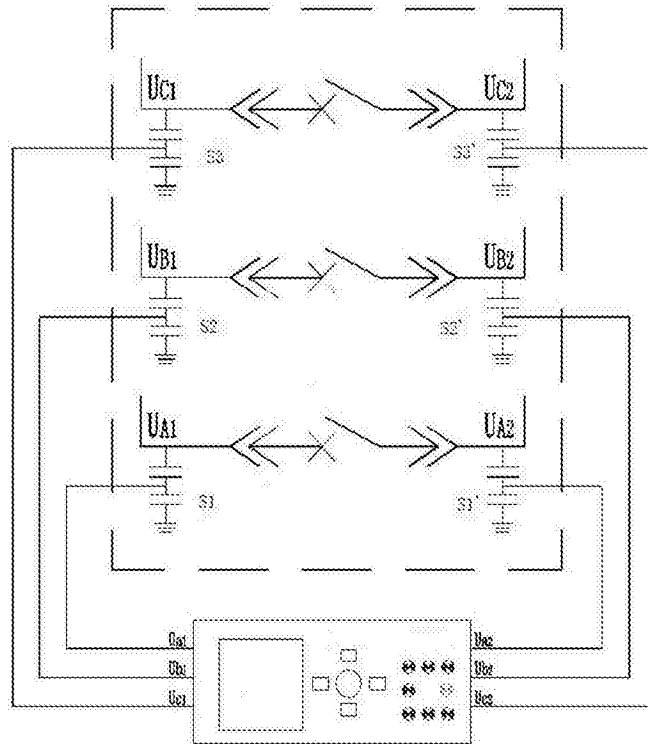 UC1 UC2
S3 S3'
UB1 UB2
S2 S2'
UA1 UA2
S1 S1'
Ua1 Ua2
Ub1 Ub2
Uc1 Uc2